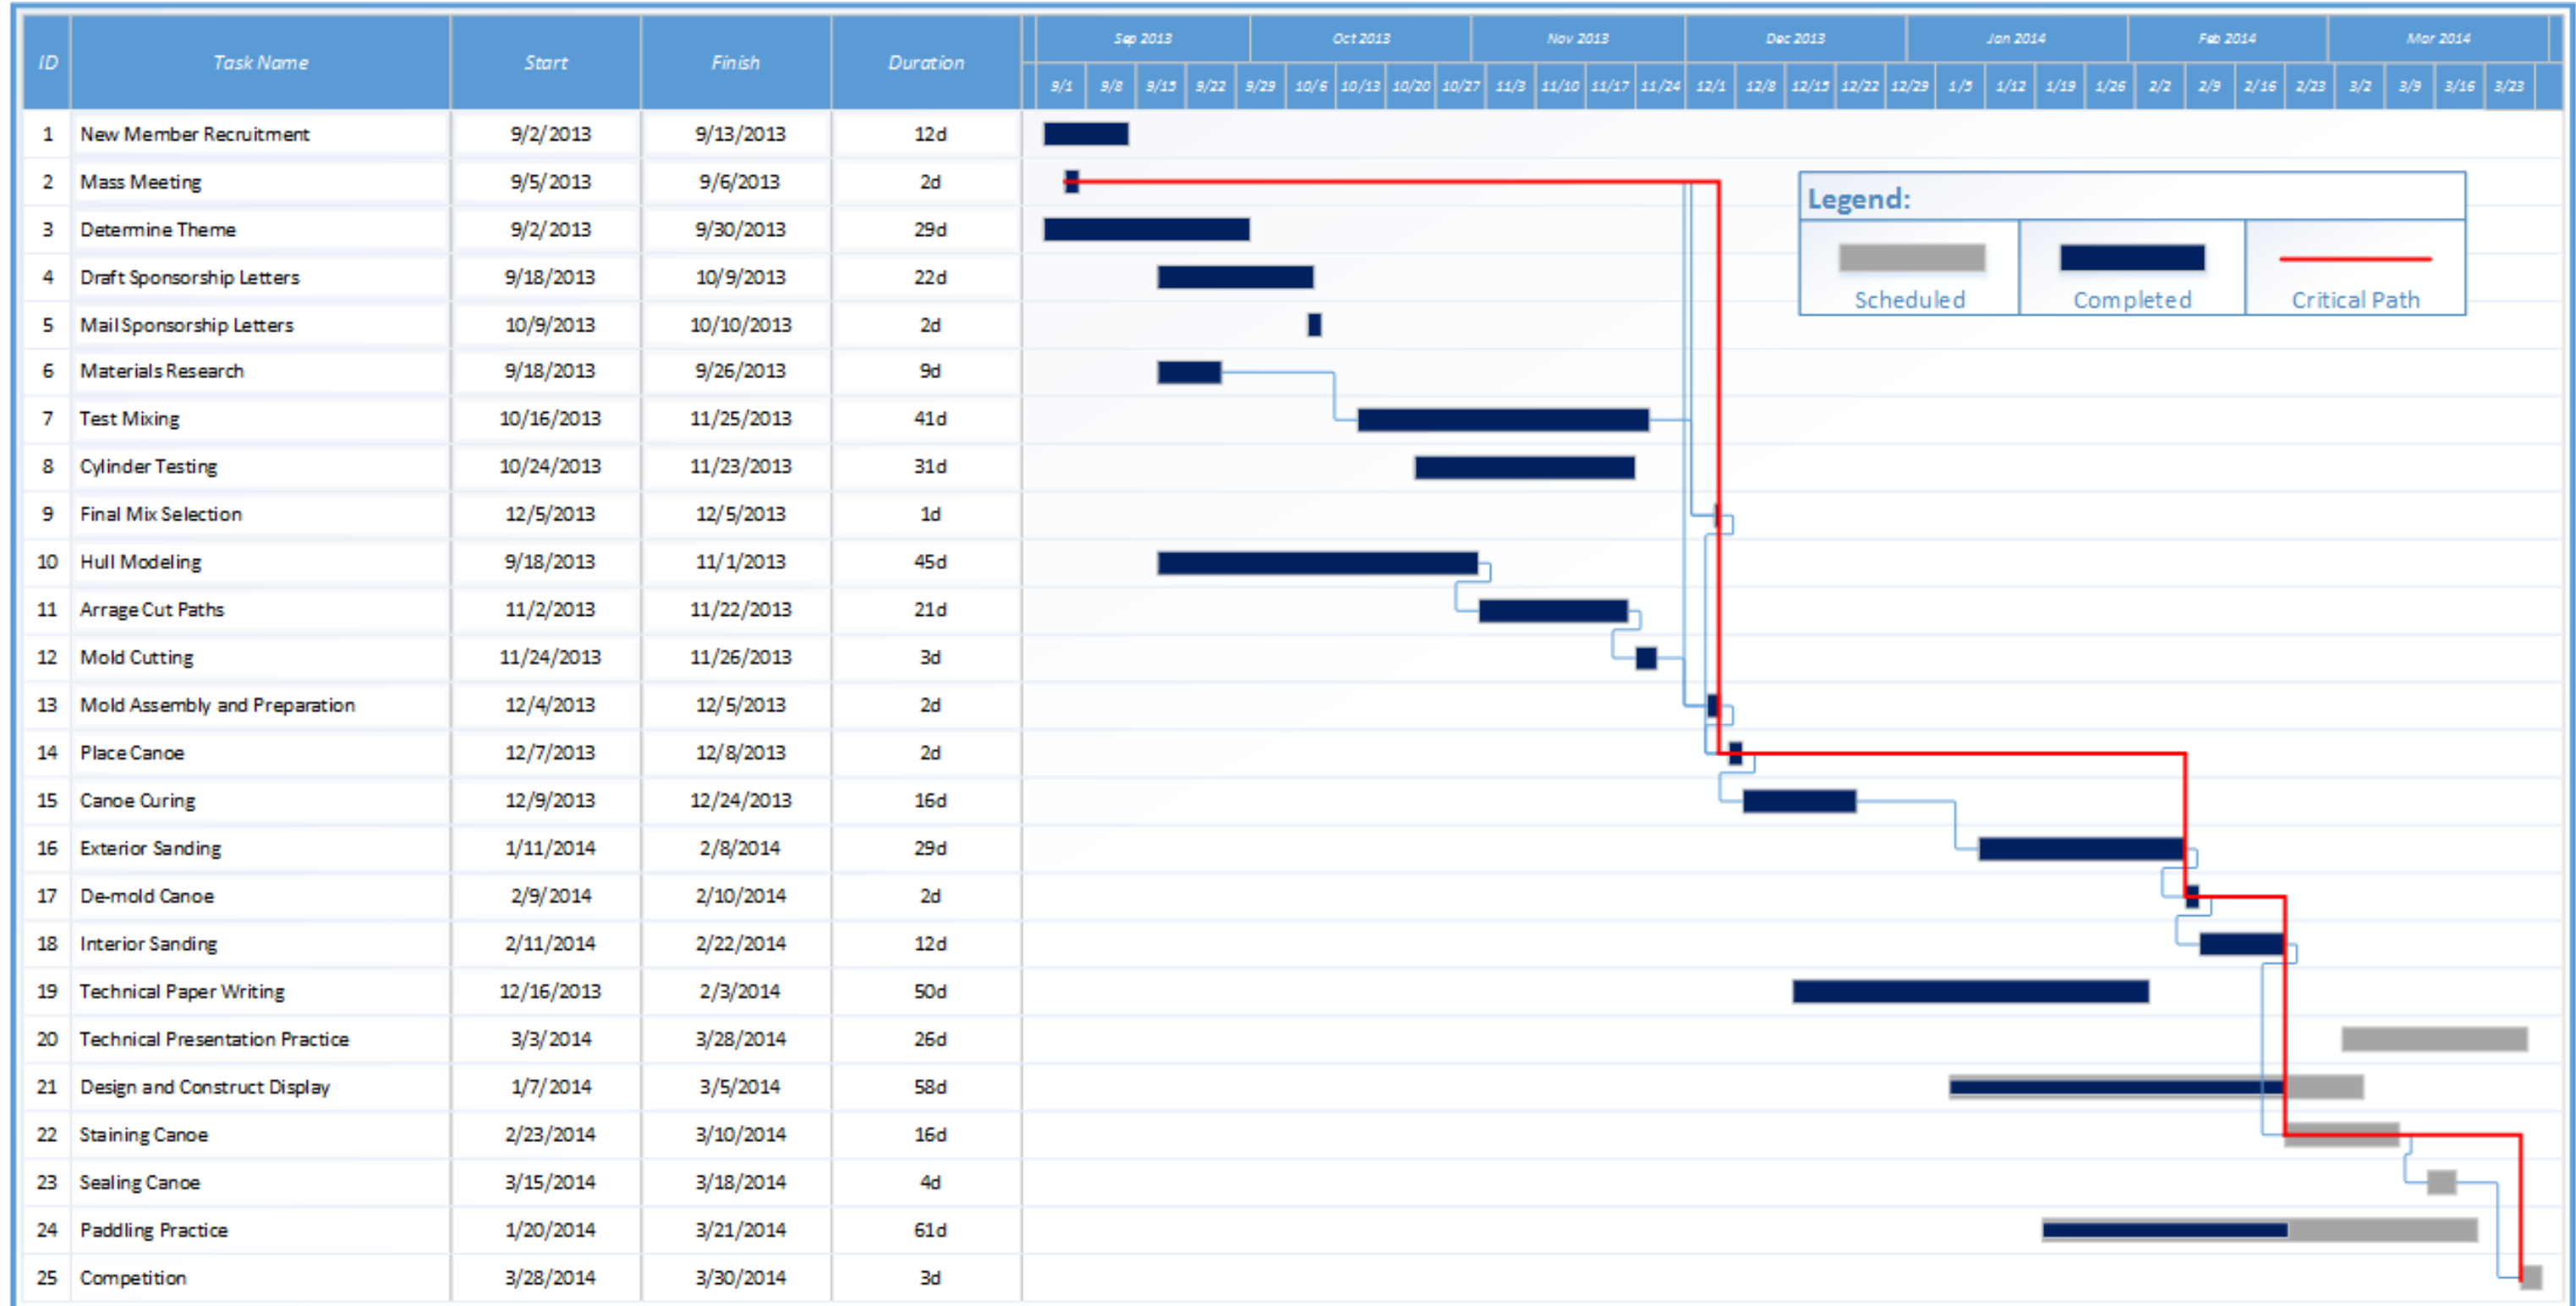 ID Task Name Start Finish Duration Sep 2013 Oct 2013 Nov 2013 Dec 2013 Jan 2014 Feb 2014 Mar 2014
9/1 9/8 9/15 9/22 9/29 10/6 10/13 10/20 10/27 11/3 11/10 11/17 11/24 12/1 12/8 12/15 12/22 12/29 1/5 1/12 1/19 1/26 2/2 2/9 2/16 2/23 3/2 3/9 3/16 3/23
1 New Member Recruitment 9/2/2013 9/13/2013 12d
2 Mass Meeting 9/5/2013 9/6/2013 2d
3 Determine Theme 9/2/2013 9/30/2013 29d
4 Draft Sponsorship Letters 9/18/2013 10/9/2013 22d
5 Mail Sponsorship Letters 10/9/2013 10/10/2013 2d
6 Materials Research 9/18/2013 9/26/2013 9d
7 Test Mixing 10/16/2013 11/25/2013 41d
8 Cylinder Testing 10/24/2013 11/23/2013 31d
9 Final Mix Selection 12/5/2013 12/5/2013 1d
10 Hull Modeling 9/18/2013 11/1/2013 45d
11 Arrage Cut Paths 11/2/2013 11/22/2013 21d
12 Mold Cutting 11/24/2013 11/26/2013 3d
13 Mold Assembly and Preparation 12/4/2013 12/5/2013 2d
14 Place Canoe 12/7/2013 12/8/2013 2d
15 Canoe Curing 12/9/2013 12/24/2013 16d
16 Exterior Sanding 1/11/2014 2/8/2014 29d
17 De-mold Canoe 2/9/2014 2/10/2014 2d
18 Interior Sanding 2/11/2014 2/22/2014 12d
19 Technical Paper Writing 12/16/2013 2/3/2014 50d
20 Technical Presentation Practice 3/3/2014 3/28/2014 26d
21 Design and Construct Display 1/7/2014 3/5/2014 58d
22 Staining Canoe 2/23/2014 3/10/2014 16d
23 Sealing Canoe 3/15/2014 3/18/2014 4d
24 Paddling Practice 1/20/2014 3/21/2014 61d
25 Competition 3/28/2014 3/30/2014 3d
Legend:
Scheduled Completed Critical Path